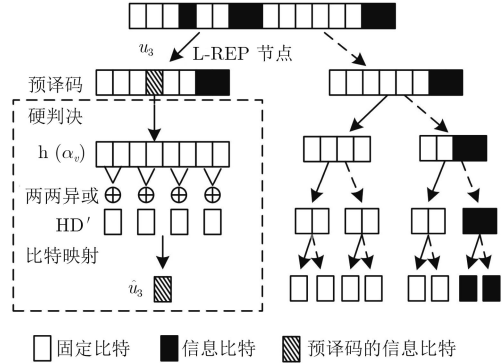 u₃ L-REP 节点
预译码
硬判决
h (αᵥ)
两两异或
HD′
比特映射
û₃
固定比特 信息比特 预译码的信息比特